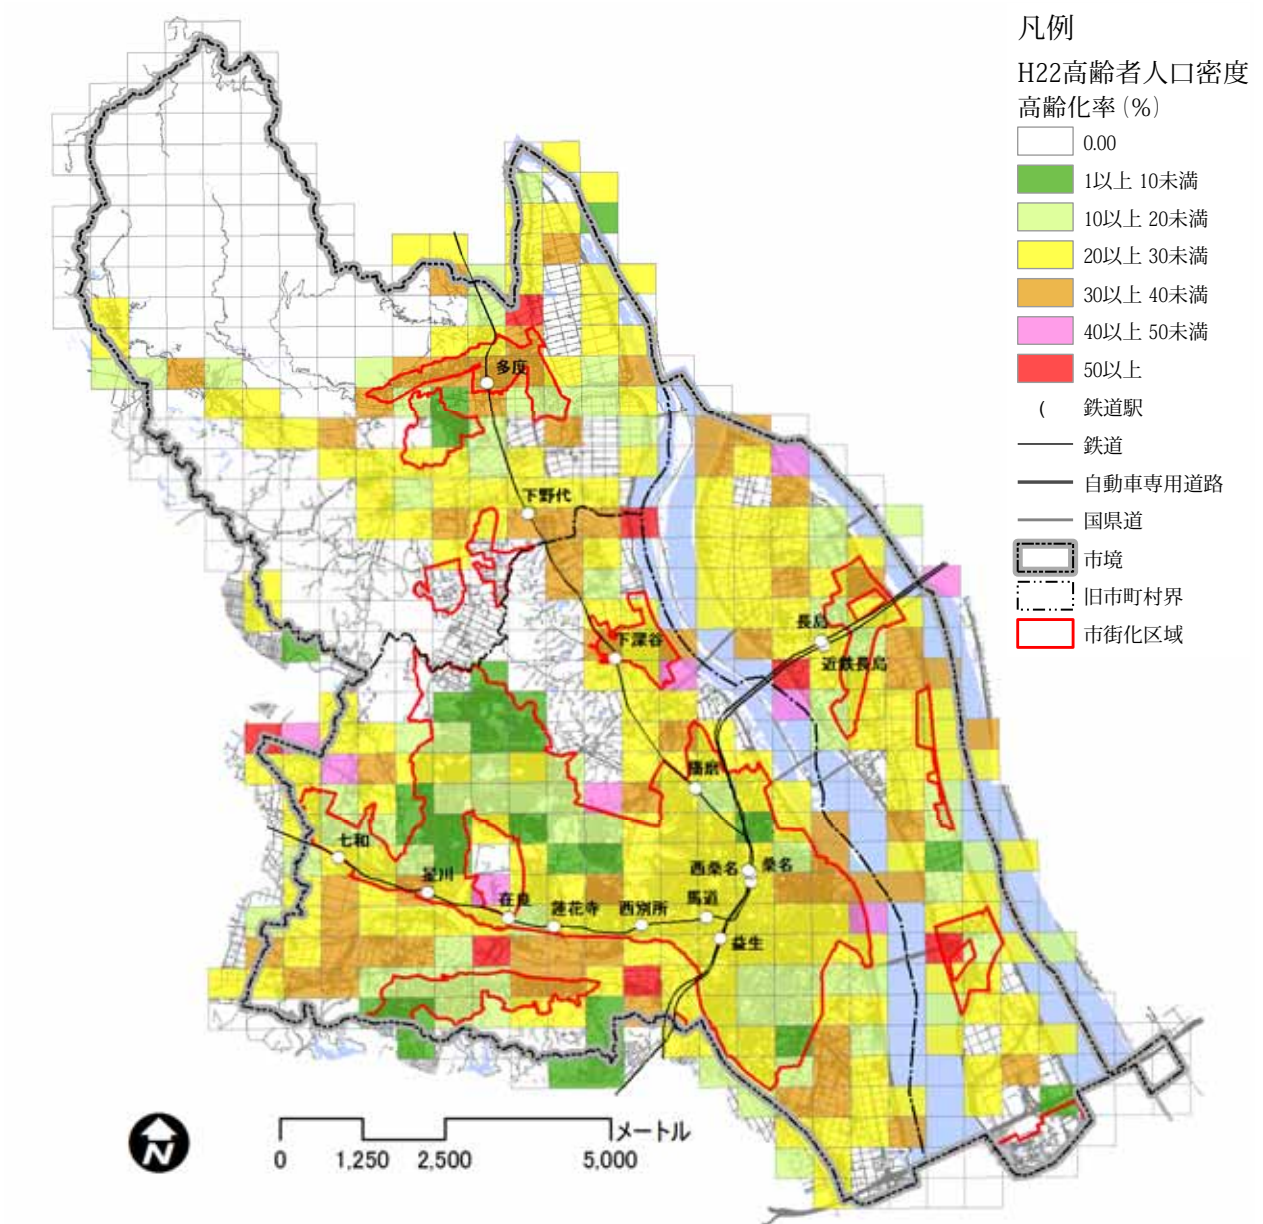 凡例
H22高齢者人口密度
高齢化率(%)
0.00
1以上 10未満
10以上 20未満
20以上 30未満
30以上 40未満
40以上 50未満
50以上
( 鉄道駅
鉄道
自動車専用道路
国県道
市境
旧市町村界
市街化区域
多度
下野代
下深谷
長島
近鉄長島
播磨
七和
星川
在良
蓮花寺
西別所
馬道
西桑名
桑名
益生
N
メートル
0 1,250 2,500 5,000